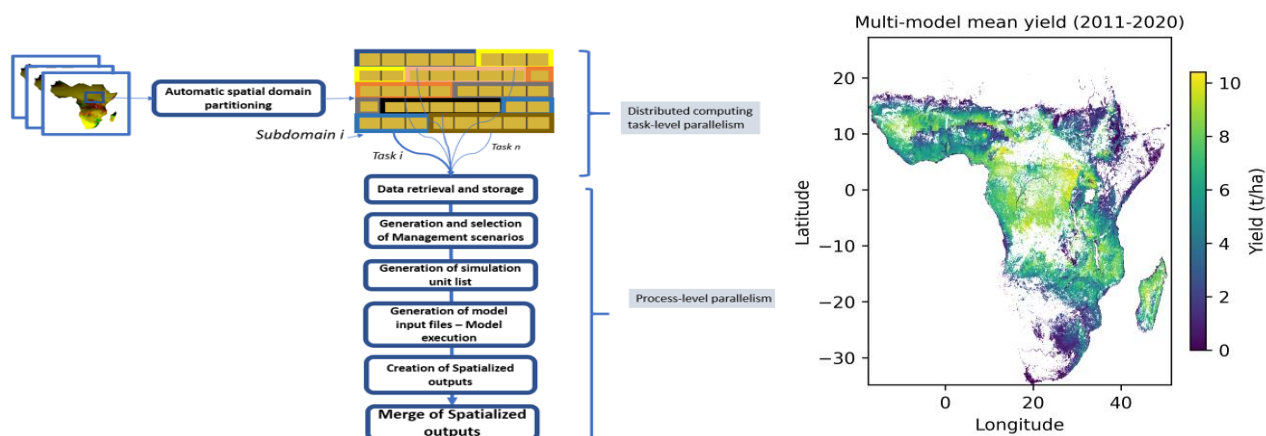 Automatic spatial domain
partitioning
Subdomain i
Task i
Task n
Distributed computing
task-level parallelism
Data retrieval and storage
Generation and selection
of Management scenarios
Generation of simulation
unit list
Generation of model
input files – Model
execution
Creation of Spatialized
outputs
Merge of Spatialized
outputs
Process-level parallelism
Multi-model mean yield (2011-2020)
Latitude
20
10
0
−10
−20
−30
0
20
40
Longitude
10
8
6
4
2
0
Yield (t/ha)